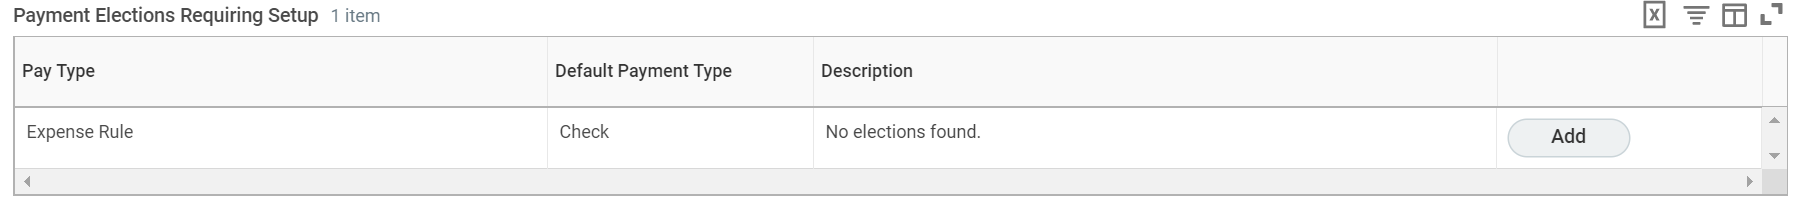 Payment Elections Requiring Setup 1 item
Pay Type Default Payment Type Description
Expense Rule Check No elections found. Add